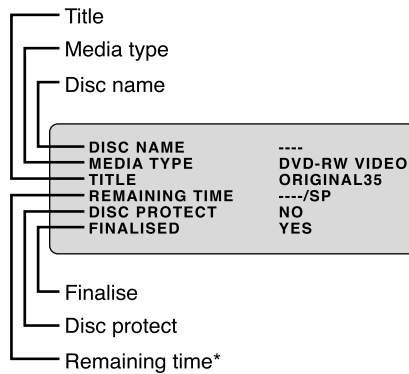 Title
Media type
Disc name
DISC NAME ----
MEDIA TYPE DVD-RW VIDEO
TITLE ORIGINAL35
REMAINING TIME ----/SP
DISC PROTECT NO
FINALISED YES
Finalise
Disc protect
Remaining time*